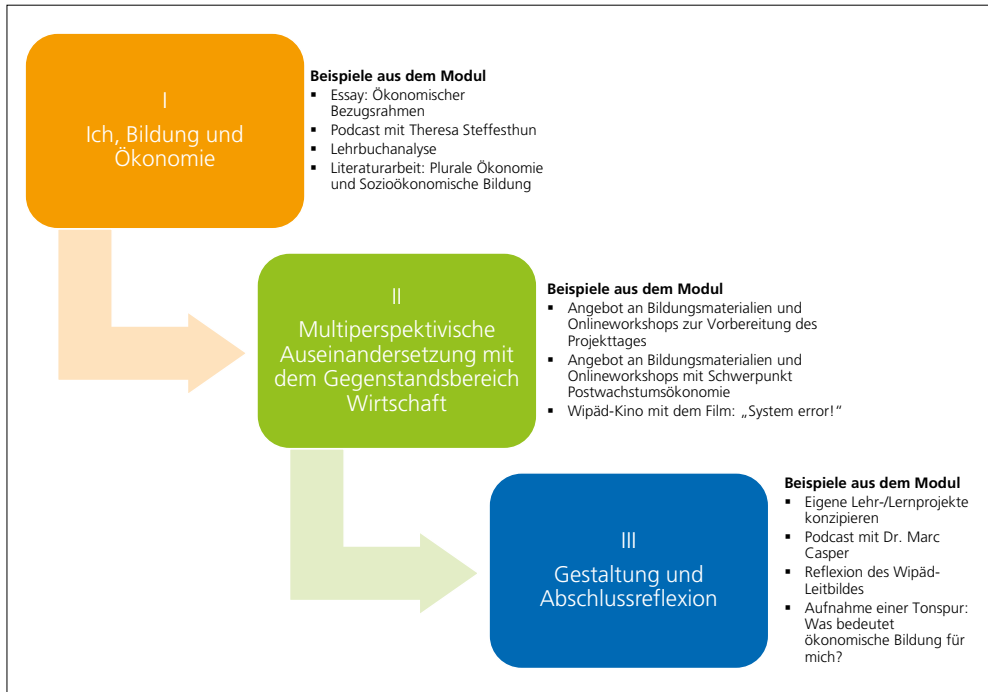 I
Ich, Bildung und
Ökonomie
Beispiele aus dem Modul
▪ Essay: Ökonomischer
Bezugsrahmen
▪ Podcast mit Theresa Steffesthun
▪ Lehrbuchanalyse
▪ Literaturarbeit: Plurale Ökonomie
und Sozioökonomische Bildung
II
Multiperspektivische
Auseinandersetzung mit
dem Gegenstandsbereich
Wirtschaft
Beispiele aus dem Modul
▪ Angebot an Bildungsmaterialien und
Onlineworkshops zur Vorbereitung des
Projekttages
▪ Angebot an Bildungsmaterialien und
Onlineworkshops mit Schwerpunkt
Postwachstumsökonomie
▪ Wipäd-Kino mit dem Film: „System error!“
III
Gestaltung und
Abschlussreflexion
Beispiele aus dem Modul
▪ Eigene Lehr-/Lernprojekte
konzipieren
▪ Podcast mit Dr. Marc
Casper
▪ Reflexion des Wipäd-
Leitbildes
▪ Aufnahme einer Tonspur:
Was bedeutet
ökonomische Bildung für
mich?